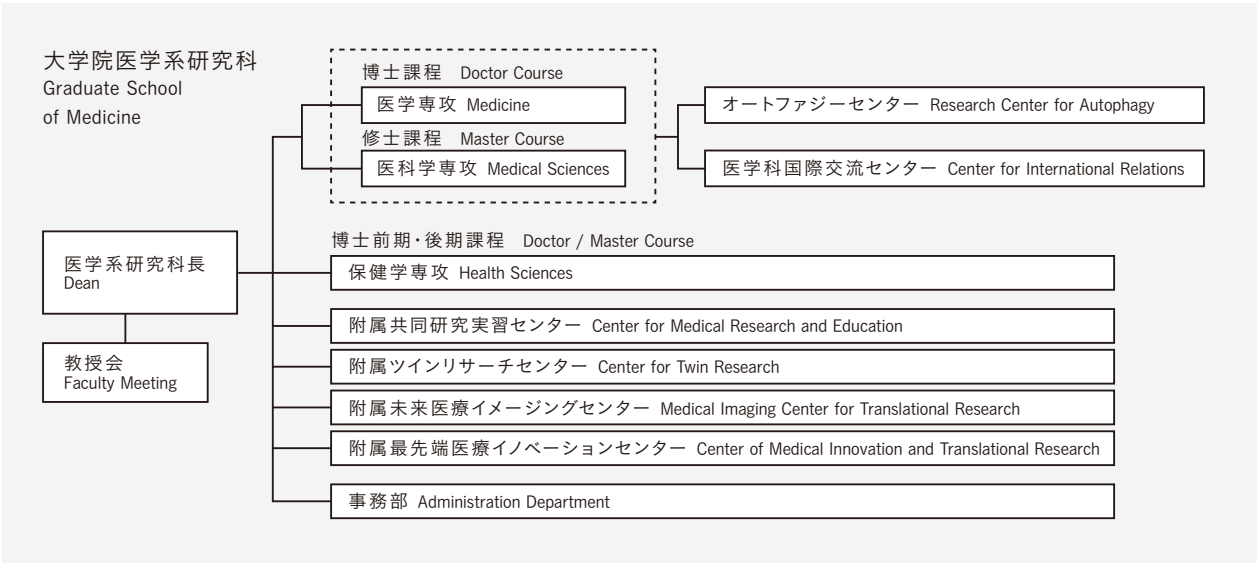 大学院医学系研究科
Graduate School
of Medicine
博士課程 Doctor Course
医学専攻 Medicine
修士課程 Master Course
医科学専攻 Medical Sciences
オートファジーセンター Research Center for Autophagy
医学科国際交流センター Center for International Relations
医学系研究科長
Dean
教授会
Faculty Meeting
博士前期・後期課程 Doctor / Master Course
保健学専攻 Health Sciences
附属共同研究実習センター Center for Medical Research and Education
附属ツインリサーチセンター Center for Twin Research
附属未来医療イメージングセンター Medical Imaging Center for Translational Research
附属最先端医療イノベーションセンター Center of Medical Innovation and Translational Research
事務部 Administration Department